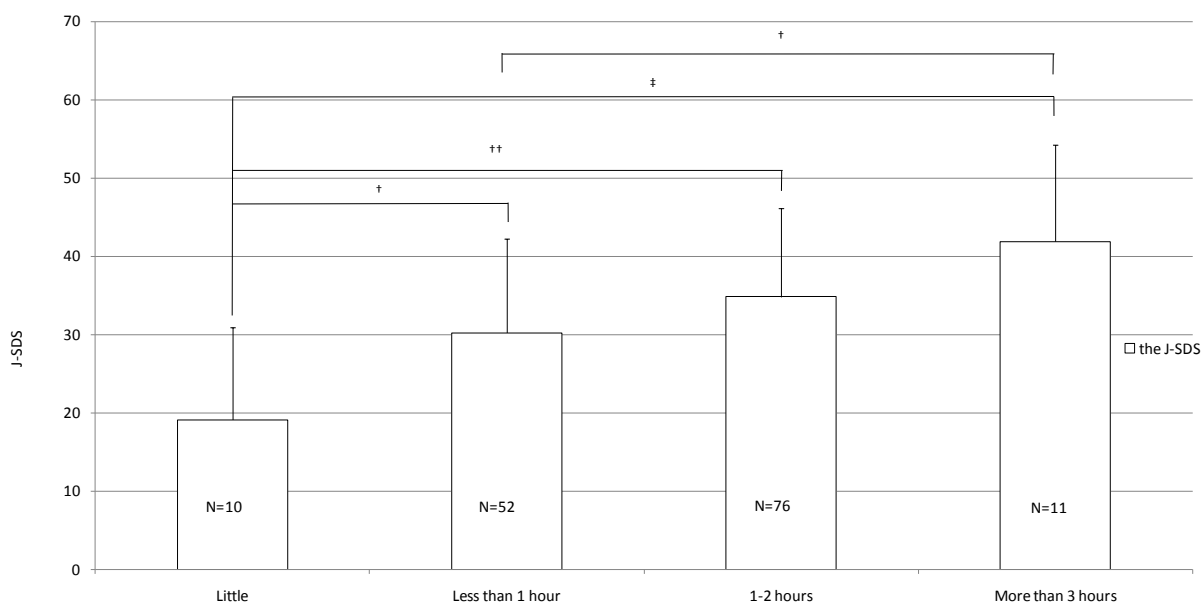 70
60
50
40
30
20
10
0
J-SDS
†
‡
††
†
N=10
N=52
N=76
N=11
Little
Less than 1 hour
1-2 hours
More than 3 hours
the J-SDS